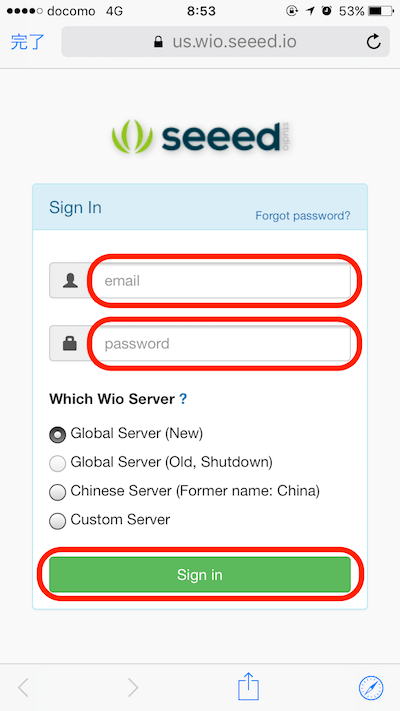 docomo 4G 8:53 53%
完了 us.wio.seeed.io
seeed studio
Sign In
Forgot password?
email
password
Which Wio Server ?
Global Server (New)
Global Server (Old, Shutdown)
Chinese Server (Former name: China)
Custom Server
Sign in